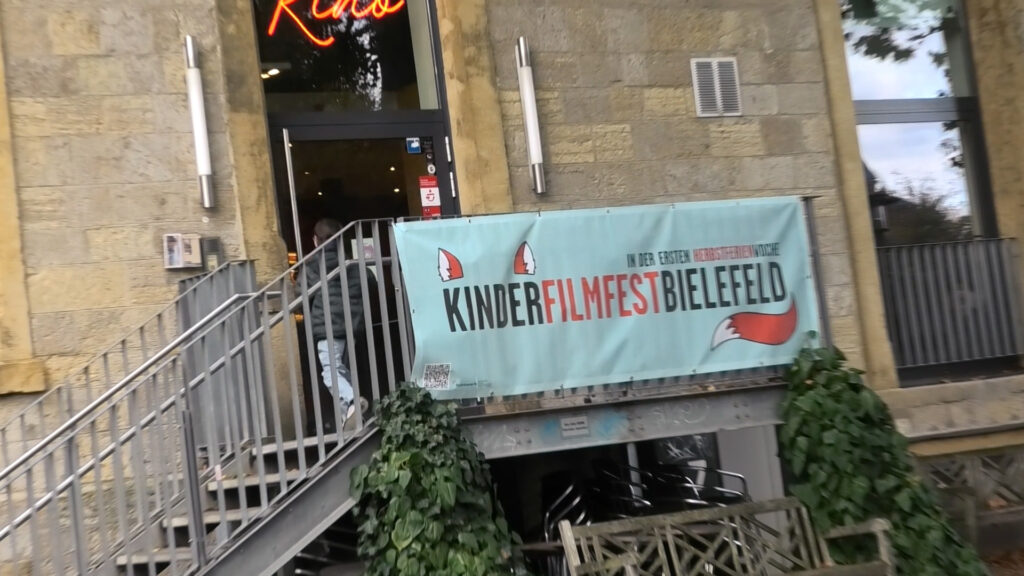 Kino
IN DER ERSTEN HERBSTFERIENWOCHE
KINDERFILMFESTBIELEFELD